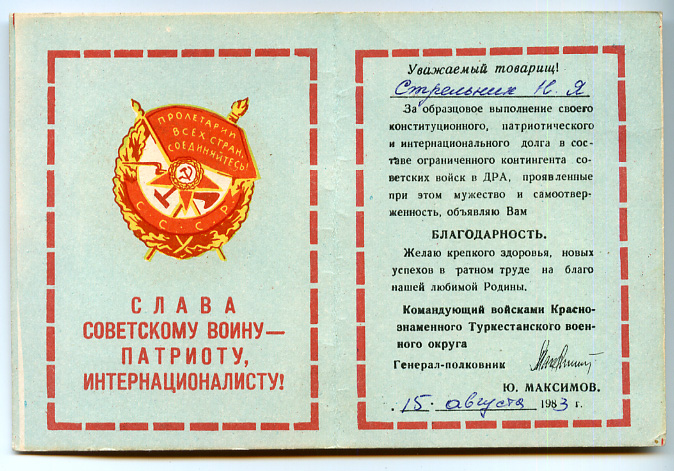 ПРОЛЕТАРИИ
ВСЕХ СТРАН,
СОЕДИНЯЙТЕСЬ!
С.С.С.Р.
СЛАВА
СОВЕТСКОМУ ВОИНУ—
ПАТРИОТУ,
ИНТЕРНАЦИОНАЛИСТУ!
Уважаемый товарищ!
Стрельник Н. Я
За образцовое выполнение своего
конституционного, патриотического
и интернационального долга в сос-
таве ограниченного контингента со-
ветских войск в ДРА, проявленные
при этом мужество и самоотвер-
женность, объявляю Вам
БЛАГОДАРНОСТЬ.
Желаю крепкого здоровья, новых
успехов в ратном труде на благо
нашей любимой Родины.
Командующий войсками Красно-
знаменного Туркестанского воен-
ного округа
Генерал-полковник
Ю. МАКСИМОВ.
15. августа 1983 г.